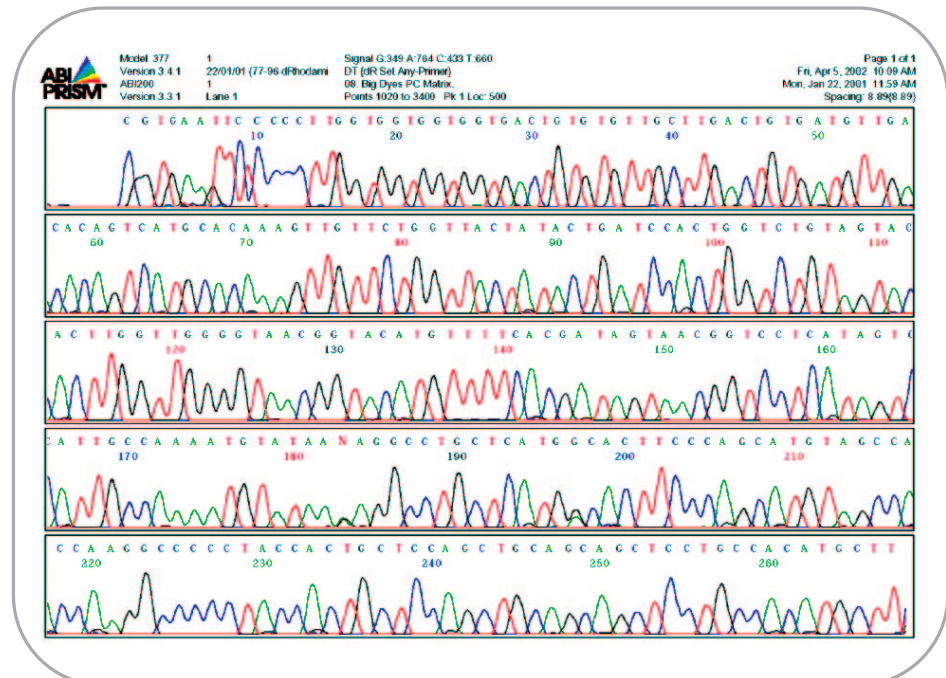 ABI PRISM
Model 377 1 Signal G:349 A:764 C:433 T:660 Page 1 of 1
Version 3.4.1 22/01/01 (77-96 dRhodami DT {dR Set Any-Primer} Fri, Apr 5, 2002 10:09 AM
ABI200 1 08. Big Dyes PC Matrix. Mon, Jan 22, 2001 11:59 AM
Version 3.3.1 Lane 1 Points 1020 to 3400 Pk 1 Loc: 500 Spacing: 8.89{8.89}
C G T G A A T T C C C C C T T G G T G G T G G T G G T G A C T G T G T G T T G C T T G A C T G T G A T G T T G A
10 20 30 40 50
C A C A G T C A T G C A C A A A G T T G T T C T G G T T A C T A T A C T G A T C C A C T G G T C T G T A G T A C
60 70 80 90 100 110
A C T T G G T T G G G G T A A C G G T A C A T G T T T T C A C G A T A G T A A C G G T C C T C A T A G T C
120 130 140 150 160
A T T G C C A A A A T G T A T A A N A G G C C T G C T C A T G G C A C T T C C C A G C A T G T A G C C A
170 180 190 200 210
C C A A G G C C C C C T A C C A C T G C T C C A G C T G C A G C A G C T C C T G C C A C A T G C T T
220 230 240 250 260